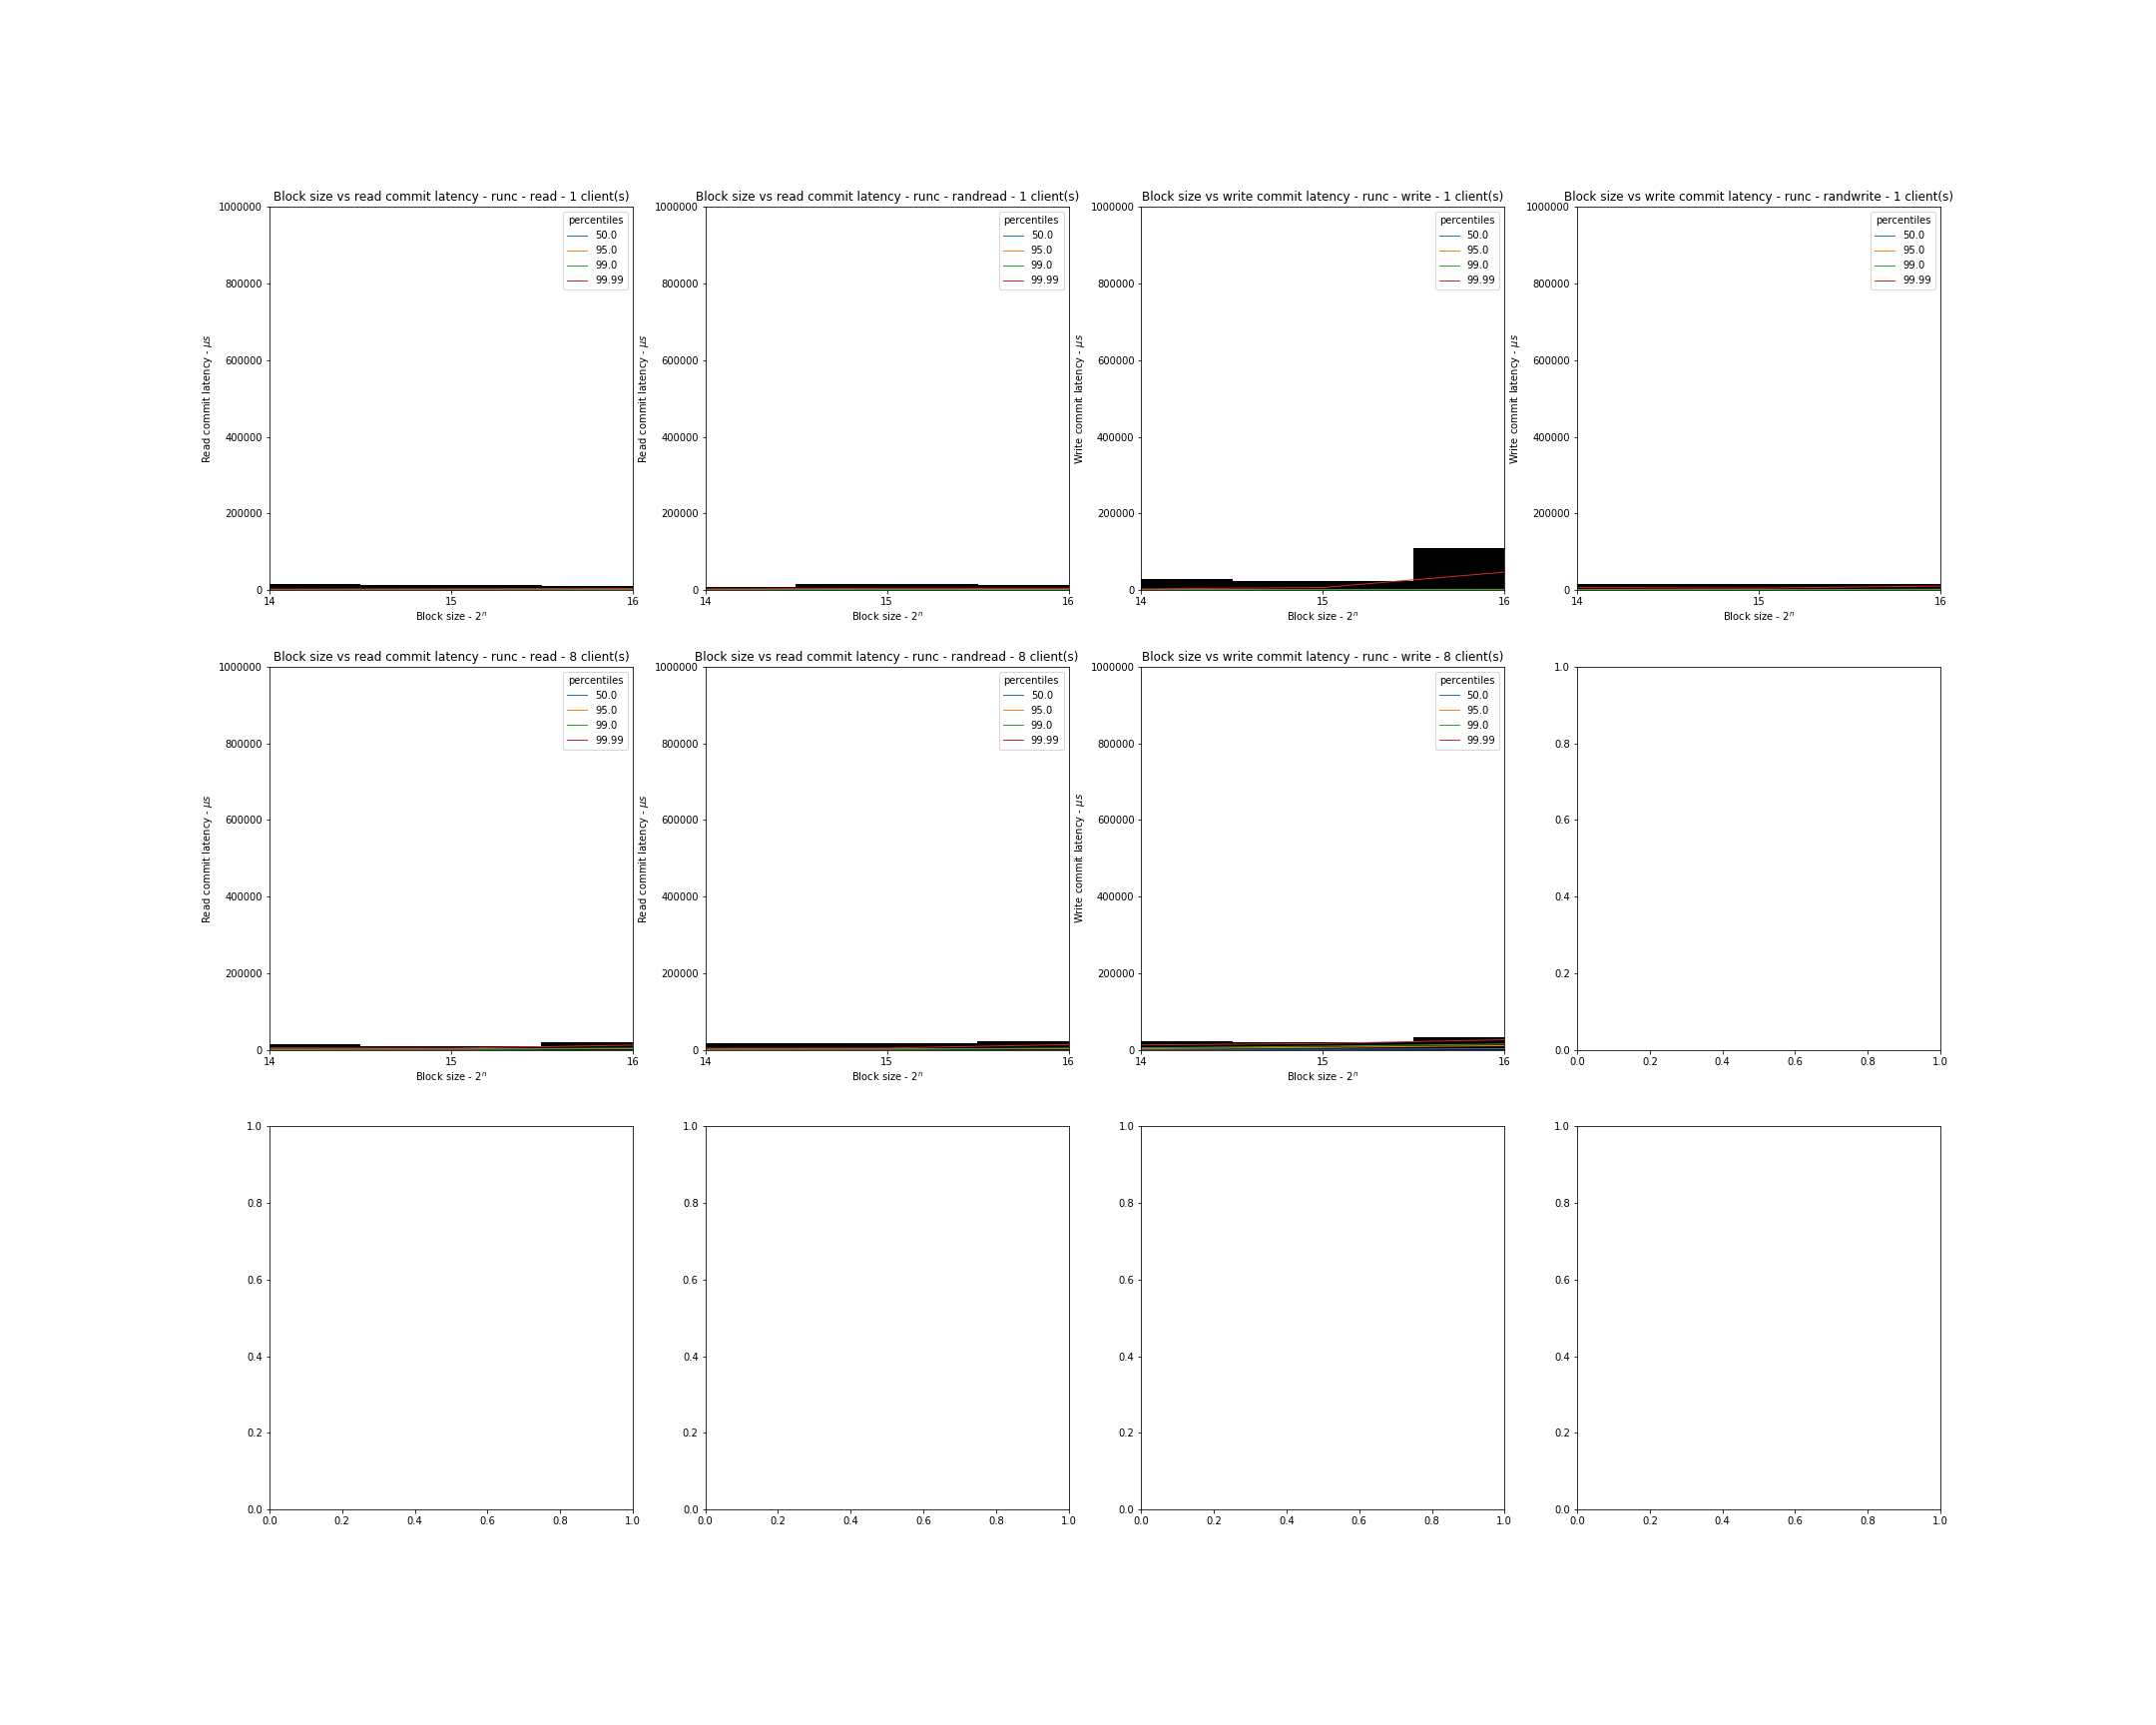 Block size vs read commit latency - runc - read - 1 client(s)
1000000
800000
600000
400000
200000
0
Read commit latency - μs
percentiles
50.0
95.0
99.0
99.99
14 15 16
Block size - 2ⁿ
Block size vs read commit latency - runc - randread - 1 client(s)
1000000
800000
600000
400000
200000
0
Read commit latency - μs
percentiles
50.0
95.0
99.0
99.99
14 15 16
Block size - 2ⁿ
Block size vs write commit latency - runc - write - 1 client(s)
1000000
800000
600000
400000
200000
0
Write commit latency - μs
percentiles
50.0
95.0
99.0
99.99
14 15 16
Block size - 2ⁿ
Block size vs write commit latency - runc - randwrite - 1 client(s)
1000000
800000
600000
400000
200000
0
Write commit latency - μs
percentiles
50.0
95.0
99.0
99.99
14 15 16
Block size - 2ⁿ
Block size vs read commit latency - runc - read - 8 client(s)
1000000
800000
600000
400000
200000
0
Read commit latency - μs
percentiles
50.0
95.0
99.0
99.99
14 15 16
Block size - 2ⁿ
Block size vs read commit latency - runc - randread - 8 client(s)
1000000
800000
600000
400000
200000
0
Read commit latency - μs
percentiles
50.0
95.0
99.0
99.99
14 15 16
Block size - 2ⁿ
Block size vs write commit latency - runc - write - 8 client(s)
1000000
800000
600000
400000
200000
0
Write commit latency - μs
percentiles
50.0
95.0
99.0
99.99
14 15 16
Block size - 2ⁿ
1.0
0.8
0.6
0.4
0.2
0.0
0.0 0.2 0.4 0.6 0.8 1.0
1.0
0.8
0.6
0.4
0.2
0.0
0.0 0.2 0.4 0.6 0.8 1.0
1.0
0.8
0.6
0.4
0.2
0.0
0.0 0.2 0.4 0.6 0.8 1.0
1.0
0.8
0.6
0.4
0.2
0.0
0.0 0.2 0.4 0.6 0.8 1.0
1.0
0.8
0.6
0.4
0.2
0.0
0.0 0.2 0.4 0.6 0.8 1.0